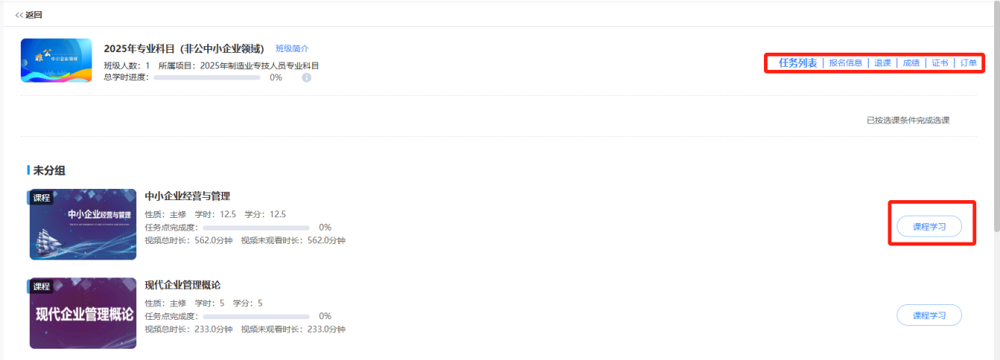 << 返回
非公 中小企业领域
2025年专业科目（非公中小企业领域） 班级简介
班级人数：1 所属项目：2025年制造业专技人员专业科目
总学时进度： 0%
任务列表 | 报名信息 | 退课 | 成绩 | 证书 | 订单
已按选课条件完成选课
未分组
课程
中小企业经营与管理
中小企业经营与管理
性质：主修 学时：12.5 学分：12.5
任务点完成度： 0%
视频总时长：562.0分钟 视频未观看时长：562.0分钟
课程学习
课程
现代企业管理概论
现代企业管理概论
性质：主修 学时：5 学分：5
任务点完成度： 0%
视频总时长：233.0分钟 视频未观看时长：233.0分钟
课程学习